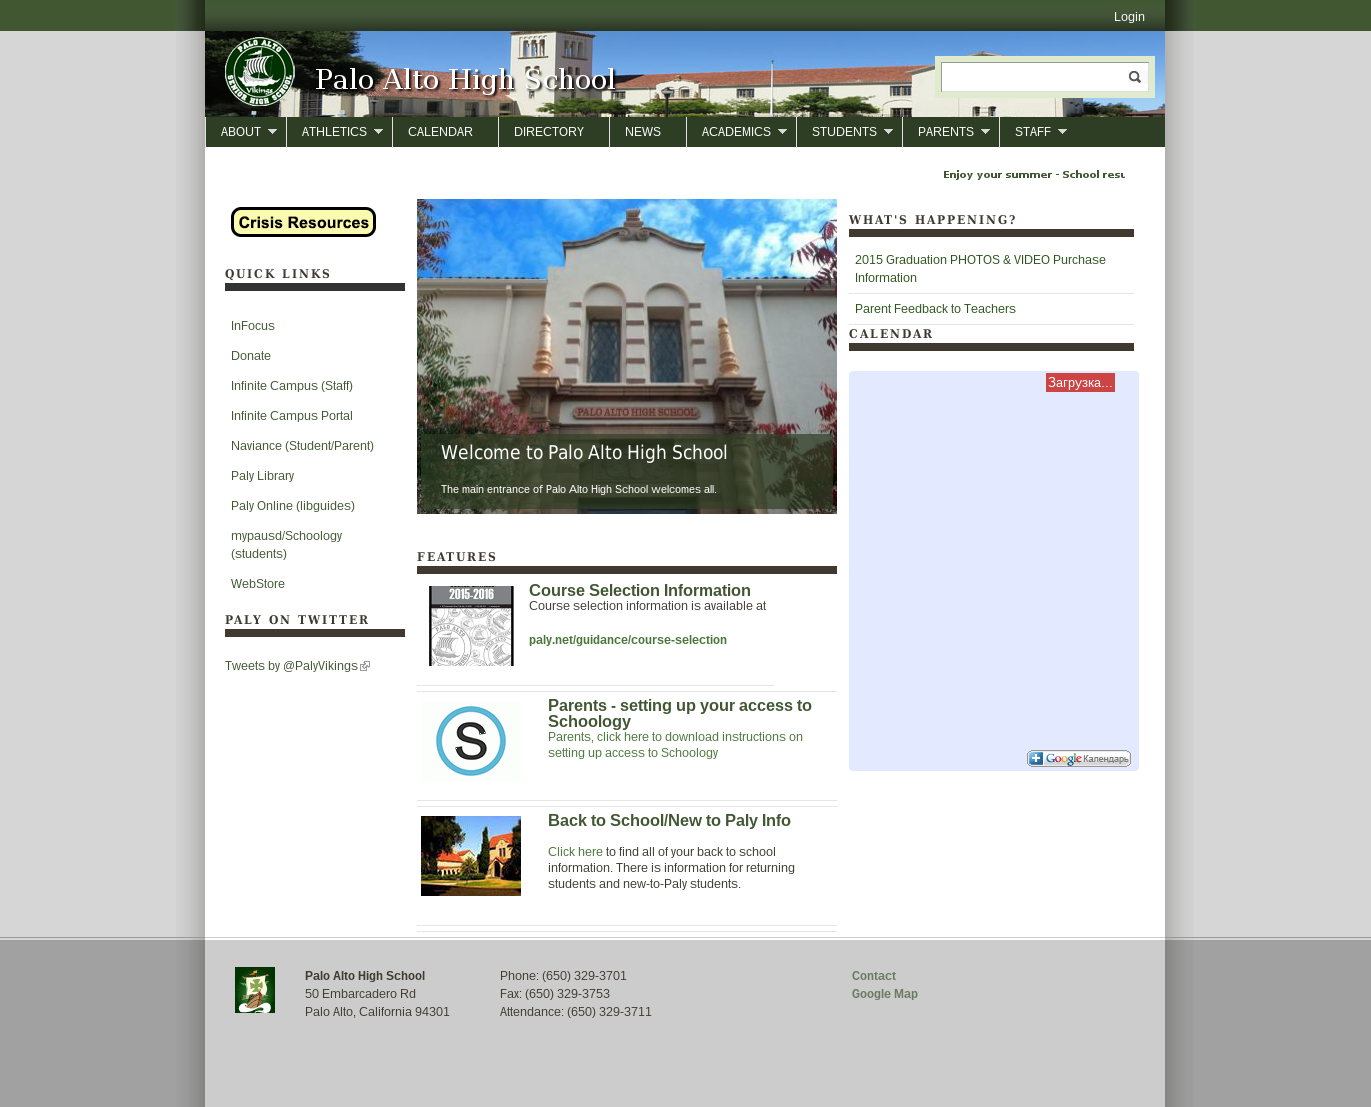 Login
PALO ALTO
Vikings
SENIOR HIGH SCHOOL
Palo Alto High School
ABOUT
ATHLETICS
CALENDAR
DIRECTORY
NEWS
ACADEMICS
STUDENTS
PARENTS
STAFF
Enjoy your summer - School
Crisis Resources
QUICK LINKS
InFocus
Donate
Infinite Campus (Staff)
Infinite Campus Portal
Naviance (Student/Parent)
Paly Library
Paly Online (libguides)
mypausd/Schoology
(students)
WebStore
PALY ON TWITTER
Tweets by @PalyVikings
PALO ALTO HIGH SCHOOL
Welcome to Palo Alto High School
The main entrance of Palo Alto High School welcomes all.
FEATURES
2015-2016
Course Selection Information
Course selection information is available at
paly.net/guidance/course-selection
S
Parents - setting up your access to
Schoology
Parents, click here to download instructions on
setting up access to Schoology
Back to School/New to Paly Info
Click here to find all of your back to school
information. There is information for returning
students and new-to-Paly students.
WHAT'S HAPPENING?
2015 Graduation PHOTOS & VIDEO Purchase
Information
Parent Feedback to Teachers
CALENDAR
Загрузка...
Google Календарь
Palo Alto High School
50 Embarcadero Rd
Palo Alto, California 94301
Phone: (650) 329-3701
Fax: (650) 329-3753
Attendance: (650) 329-3711
Contact
Google Map